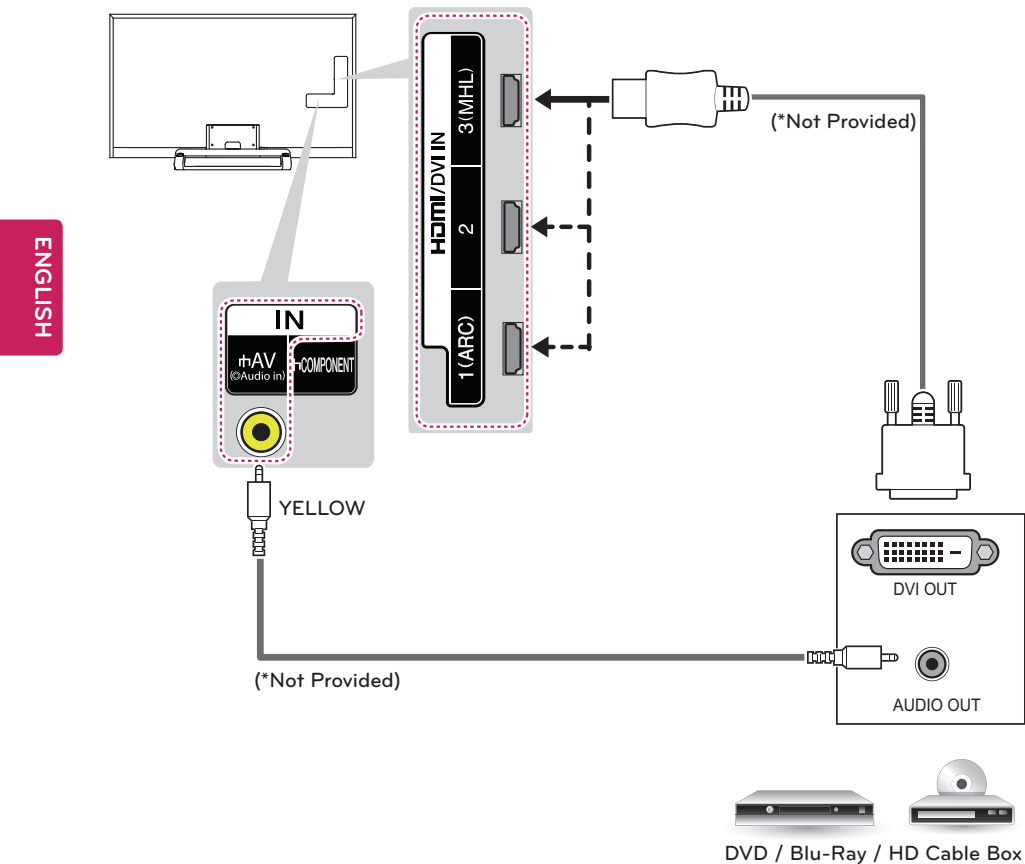 ENGLISH
HDMI/DVI IN
3(MHL)
2
1(ARC)
(*Not Provided)
IN
AV
(Audio in)
COMPONENT
YELLOW
(*Not Provided)
DVI OUT
AUDIO OUT
DVD / Blu-Ray / HD Cable Box